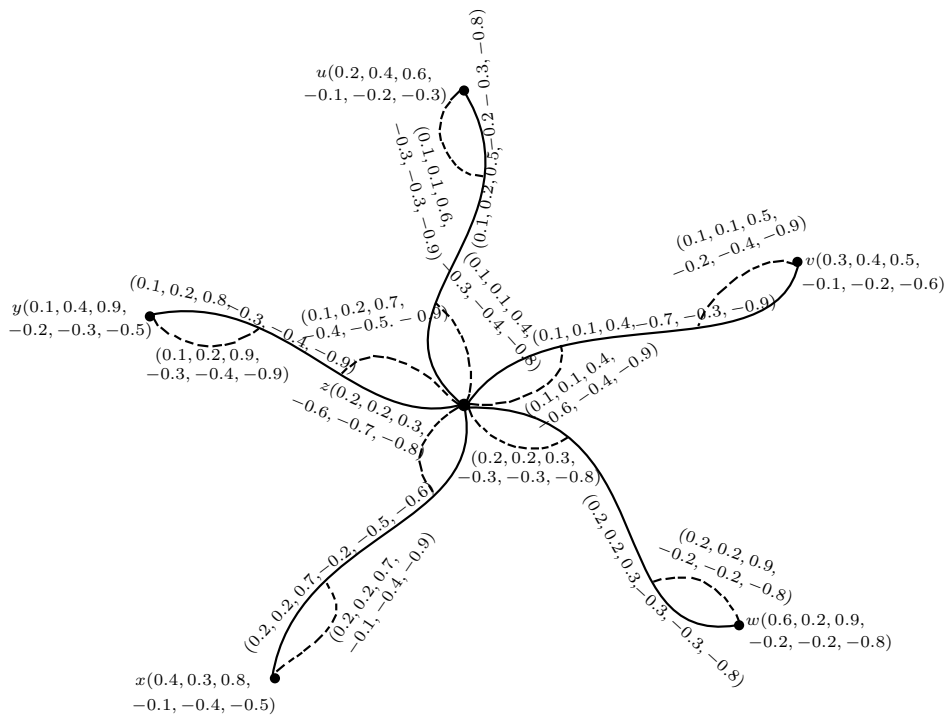 u(0.2, 0.4, 0.6,
−0.1, −0.2, −0.3)
(0.1, 0.2, 0.5, −0.2 − 0.3, −0.8)
(0.1, 0.1, 0.6,
−0.3, −0.3, −0.9)
(0.1, 0.1, 0.4,
−0.3, −0.4, −0.8)
(0.1, 0.1, 0.5,
−0.2, −0.4, −0.9)
v(0.3, 0.4, 0.5,
−0.1, −0.2, −0.6)
(0.1, 0.1, 0.4, −0.7, −0.3, −0.9)
(0.1, 0.1, 0.4,
−0.6, −0.4, −0.9)
(0.1, 0.2, 0.8, −0.3, −0.4, −0.9)
y(0.1, 0.4, 0.9,
−0.2, −0.3, −0.5)
(0.1, 0.2, 0.9,
−0.3, −0.4, −0.9)
(0.1, 0.2, 0.7,
−0.4, −0.5. − 0.9)
z(0.2, 0.2, 0.3,
−0.6, −0.7, −0.8)
(0.2, 0.2, 0.3,
−0.3, −0.3, −0.8)
(0.2, 0.2, 0.7, −0.2, −0.5, −0.6)
(0.2, 0.2, 0.7,
−0.1, −0.4, −0.9)
(0.2, 0.2, 0.3, −0.3, −0.3, −0.8)
(0.2, 0.2, 0.9,
−0.2, −0.2, −0.8)
w(0.6, 0.2, 0.9,
−0.2, −0.2, −0.8)
x(0.4, 0.3, 0.8,
−0.1, −0.4, −0.5)